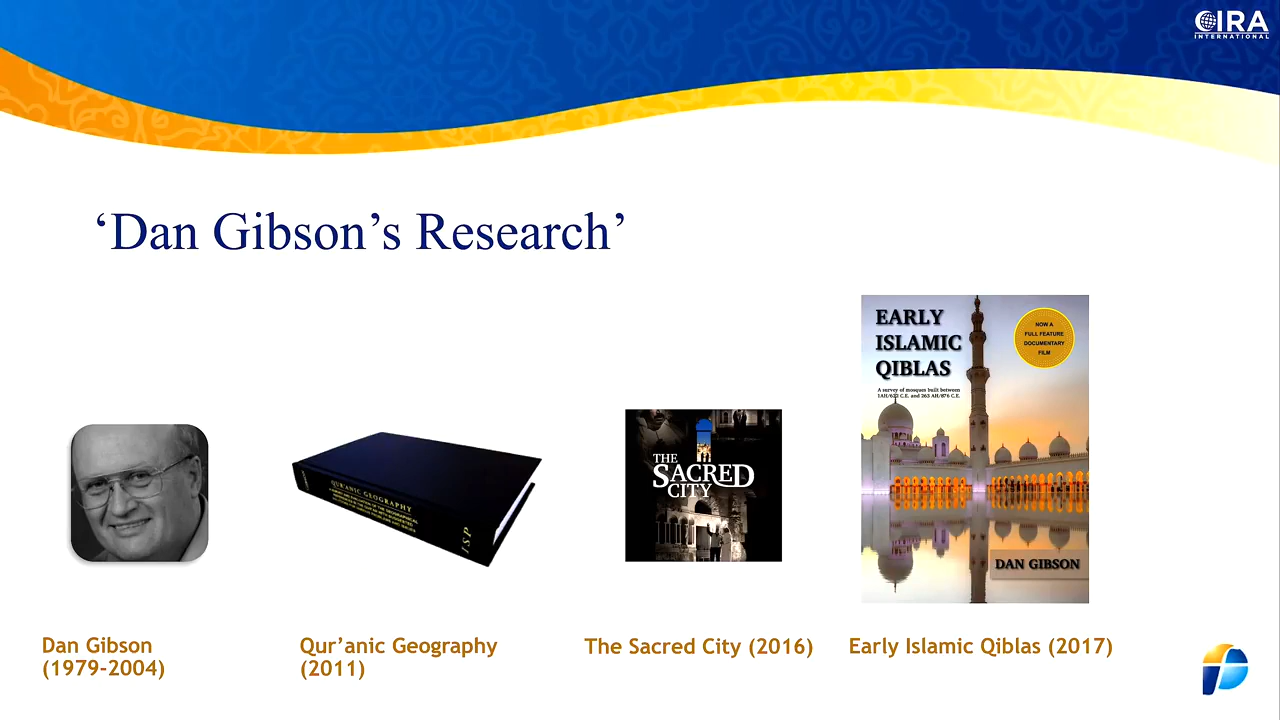 CIRA
INTERNATIONAL
‘Dan Gibson’s Research’
EARLY
ISLAMIC
QIBLAS
A survey of mosques built between
1AH/622 C.E. and 263 AH/876 C.E.
NOW A
FULL FEATURE
DOCUMENTARY
FILM
DAN GIBSON
THE
SACRED
CITY
QUR'ANIC GEOGRAPHY
ISP
Dan Gibson
(1979-2004)
Qur’anic Geography
(2011)
The Sacred City (2016)
Early Islamic Qiblas (2017)